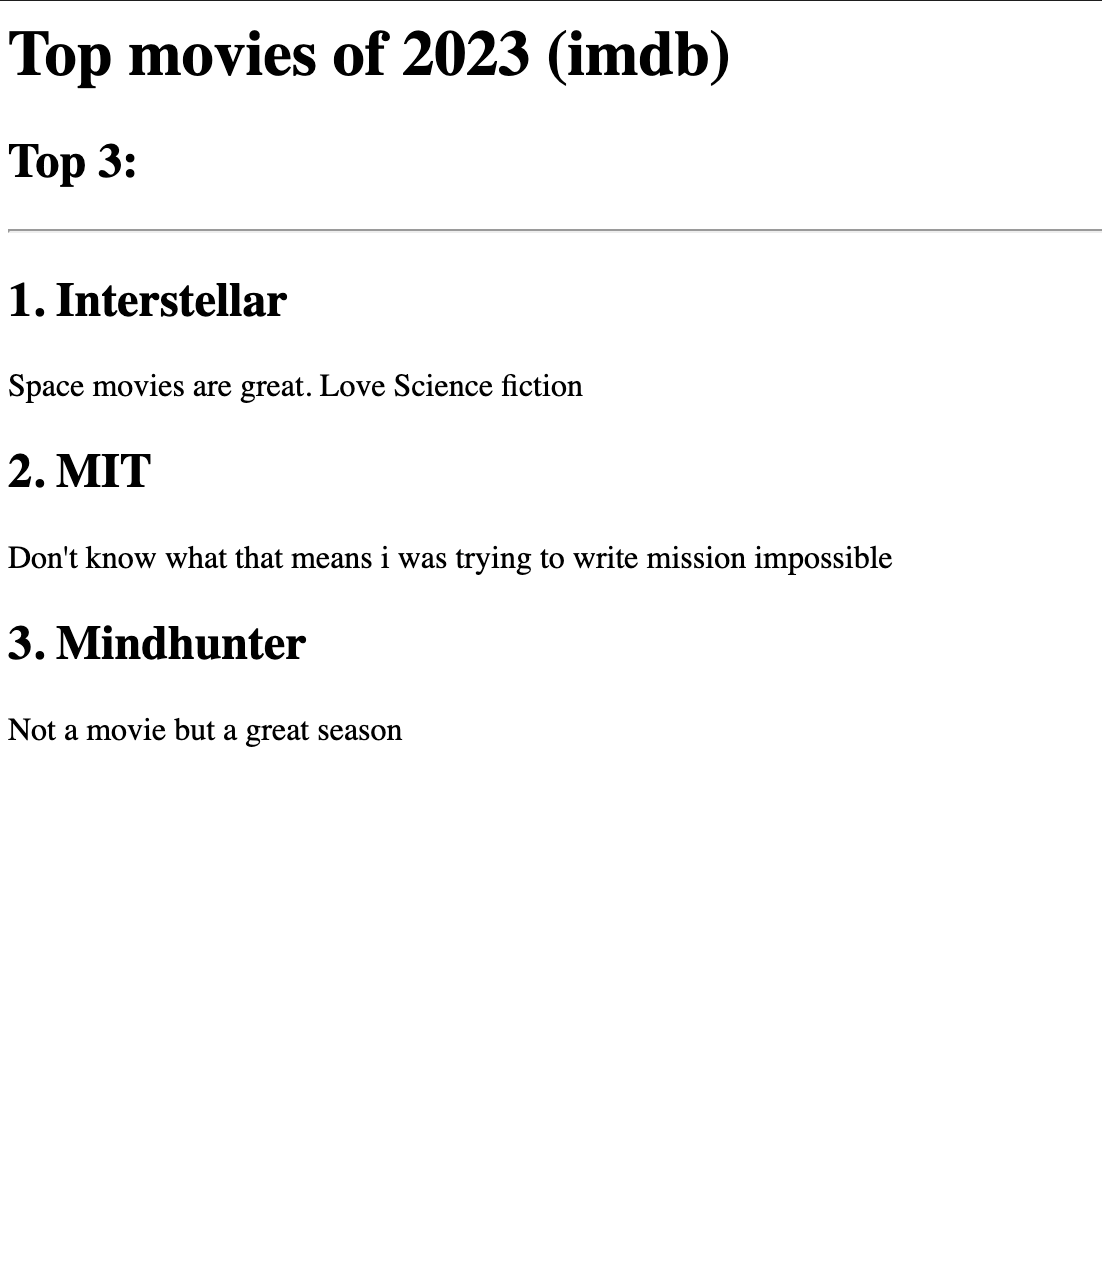 Top movies of 2023 (imdb)
Top 3:
1. Interstellar
Space movies are great. Love Science fiction
2. MIT
Don't know what that means i was trying to write mission impossible
3. Mindhunter
Not a movie but a great season